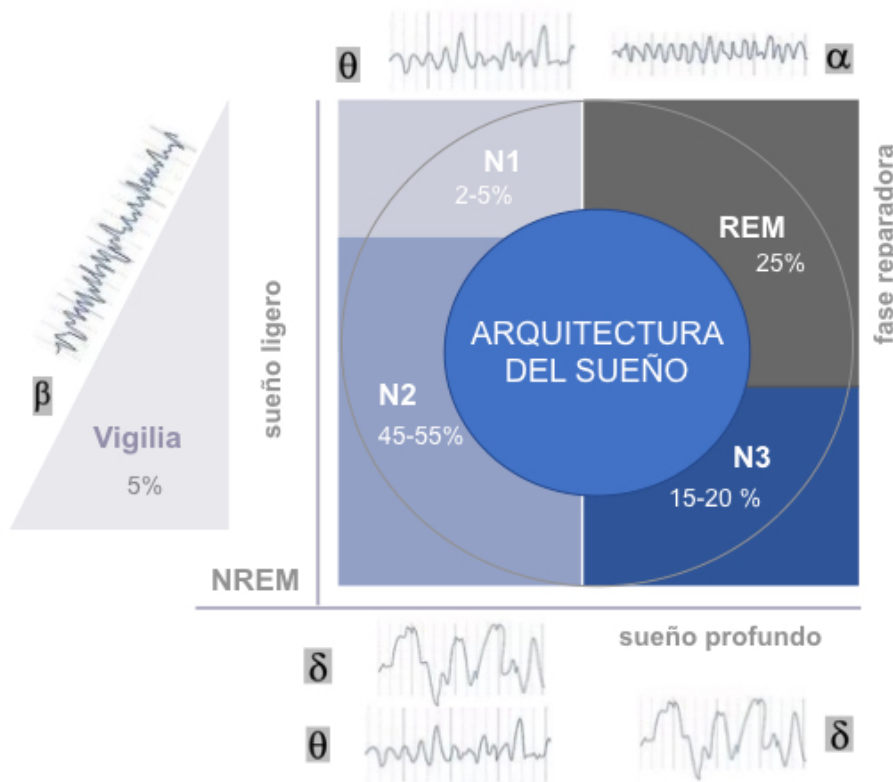 θ
α
N1
2-5%
REM
25%
fase reparadora
sueño ligero
β
Vigilia
5%
ARQUITECTURA
DEL SUEÑO
N2
45-55%
N3
15-20 %
NREM
sueño profundo
δ
θ
δ